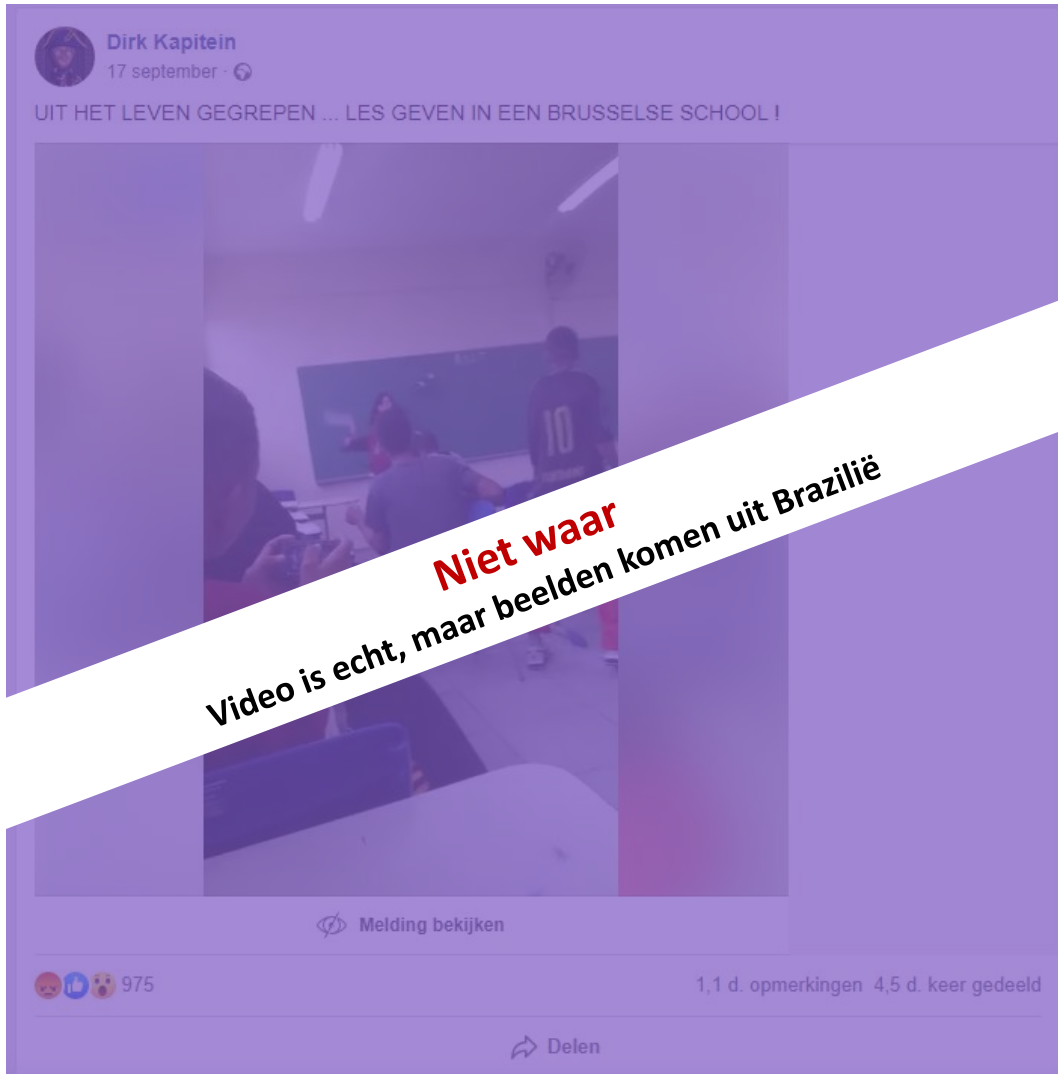 Dirk Kapitein
17 september
UIT HET LEVEN GEGREPEN ... LES GEVEN IN EEN BRUSSELSE SCHOOL !
10
Niet waar
Video is echt, maar beelden komen uit Brazilië
Melding bekijken
975
1,1 d. opmerkingen 4,5 d. keer gedeeld
Delen